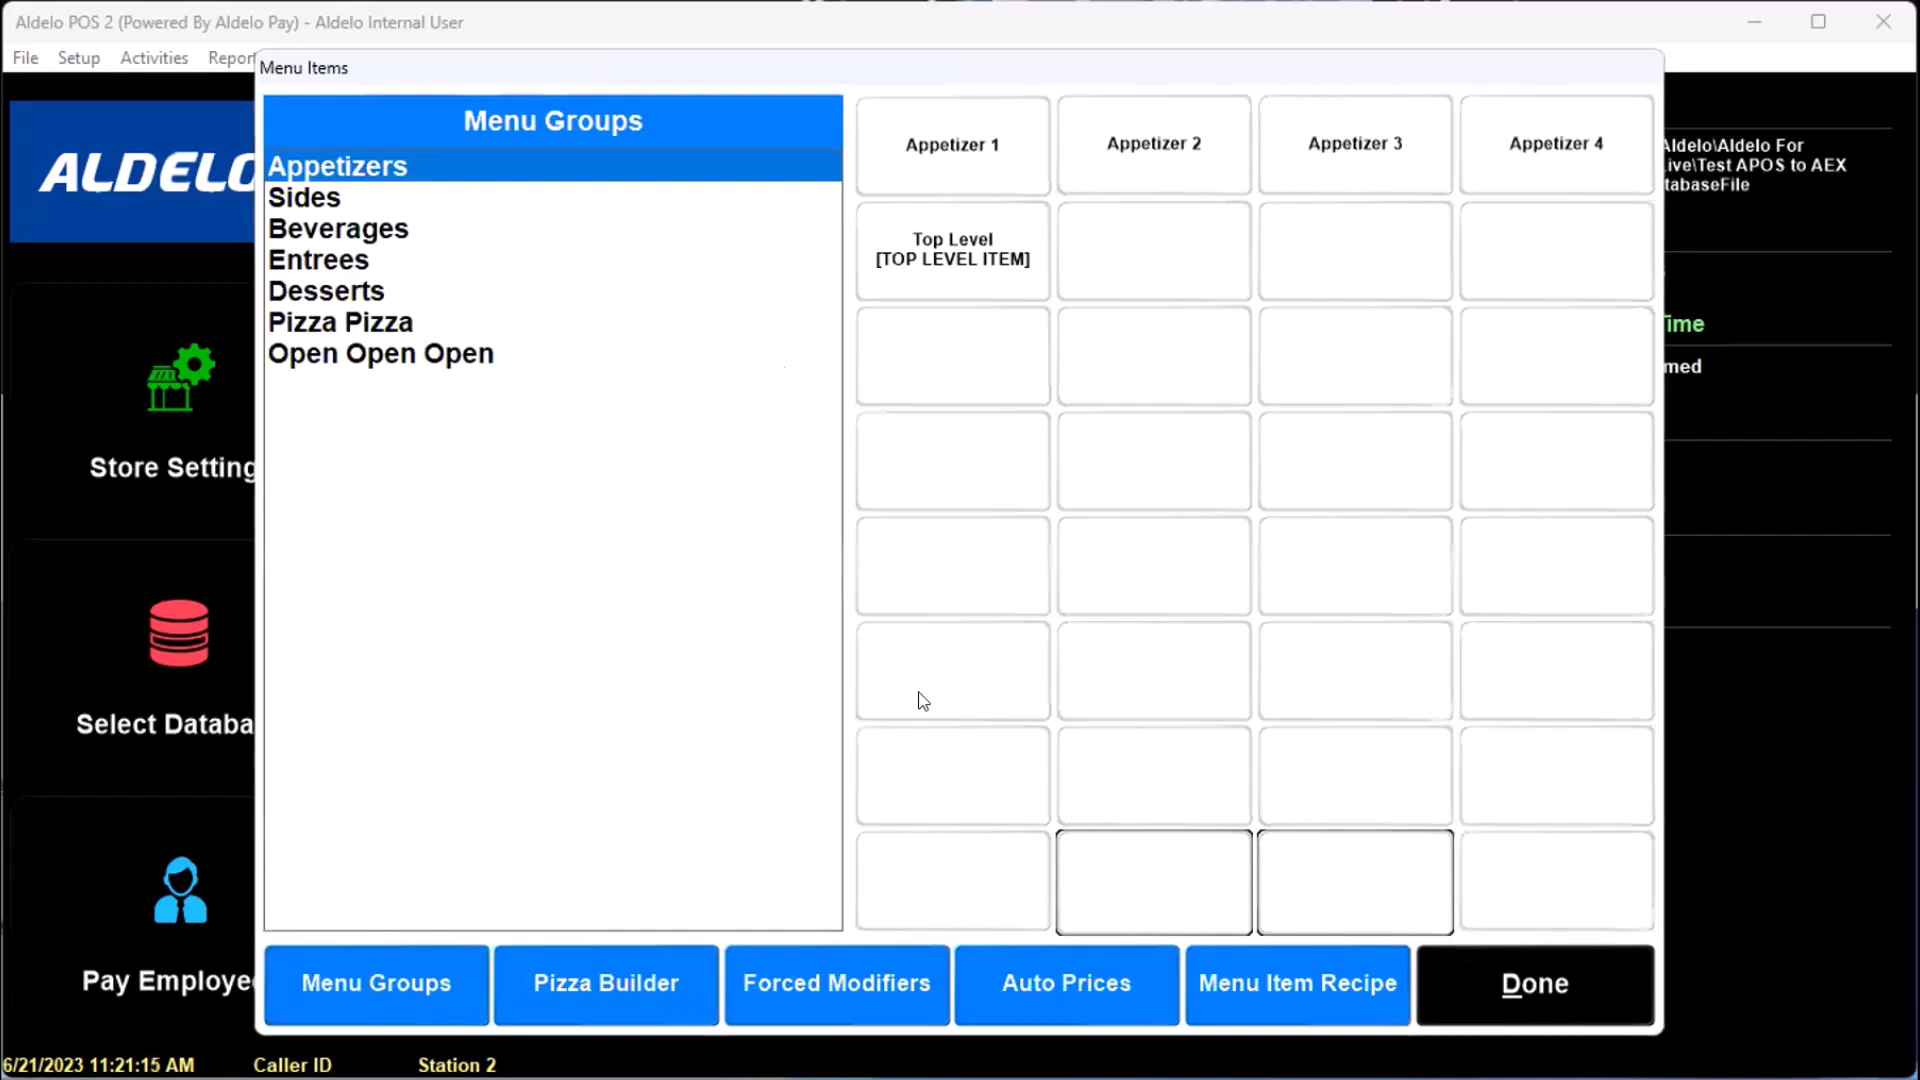 Aldelo POS 2 (Powered By Aldelo Pay) - Aldelo Internal User
File Setup Activities Repor
Menu Items
ALDELO
Menu Groups
Appetizers
Sides
Beverages
Entrees
Desserts
Pizza Pizza
Open Open Open
Appetizer 1
Appetizer 2
Appetizer 3
Appetizer 4
Top Level
[TOP LEVEL ITEM]
Aldelo\Aldelo For
Live\Test APOS to AEX
tabaseFile
Time
med
Store Setting
Select Databa
Pay Employe
Menu Groups
Pizza Builder
Forced Modifiers
Auto Prices
Menu Item Recipe
Done
6/21/2023 11:21:15 AM Caller ID Station 2